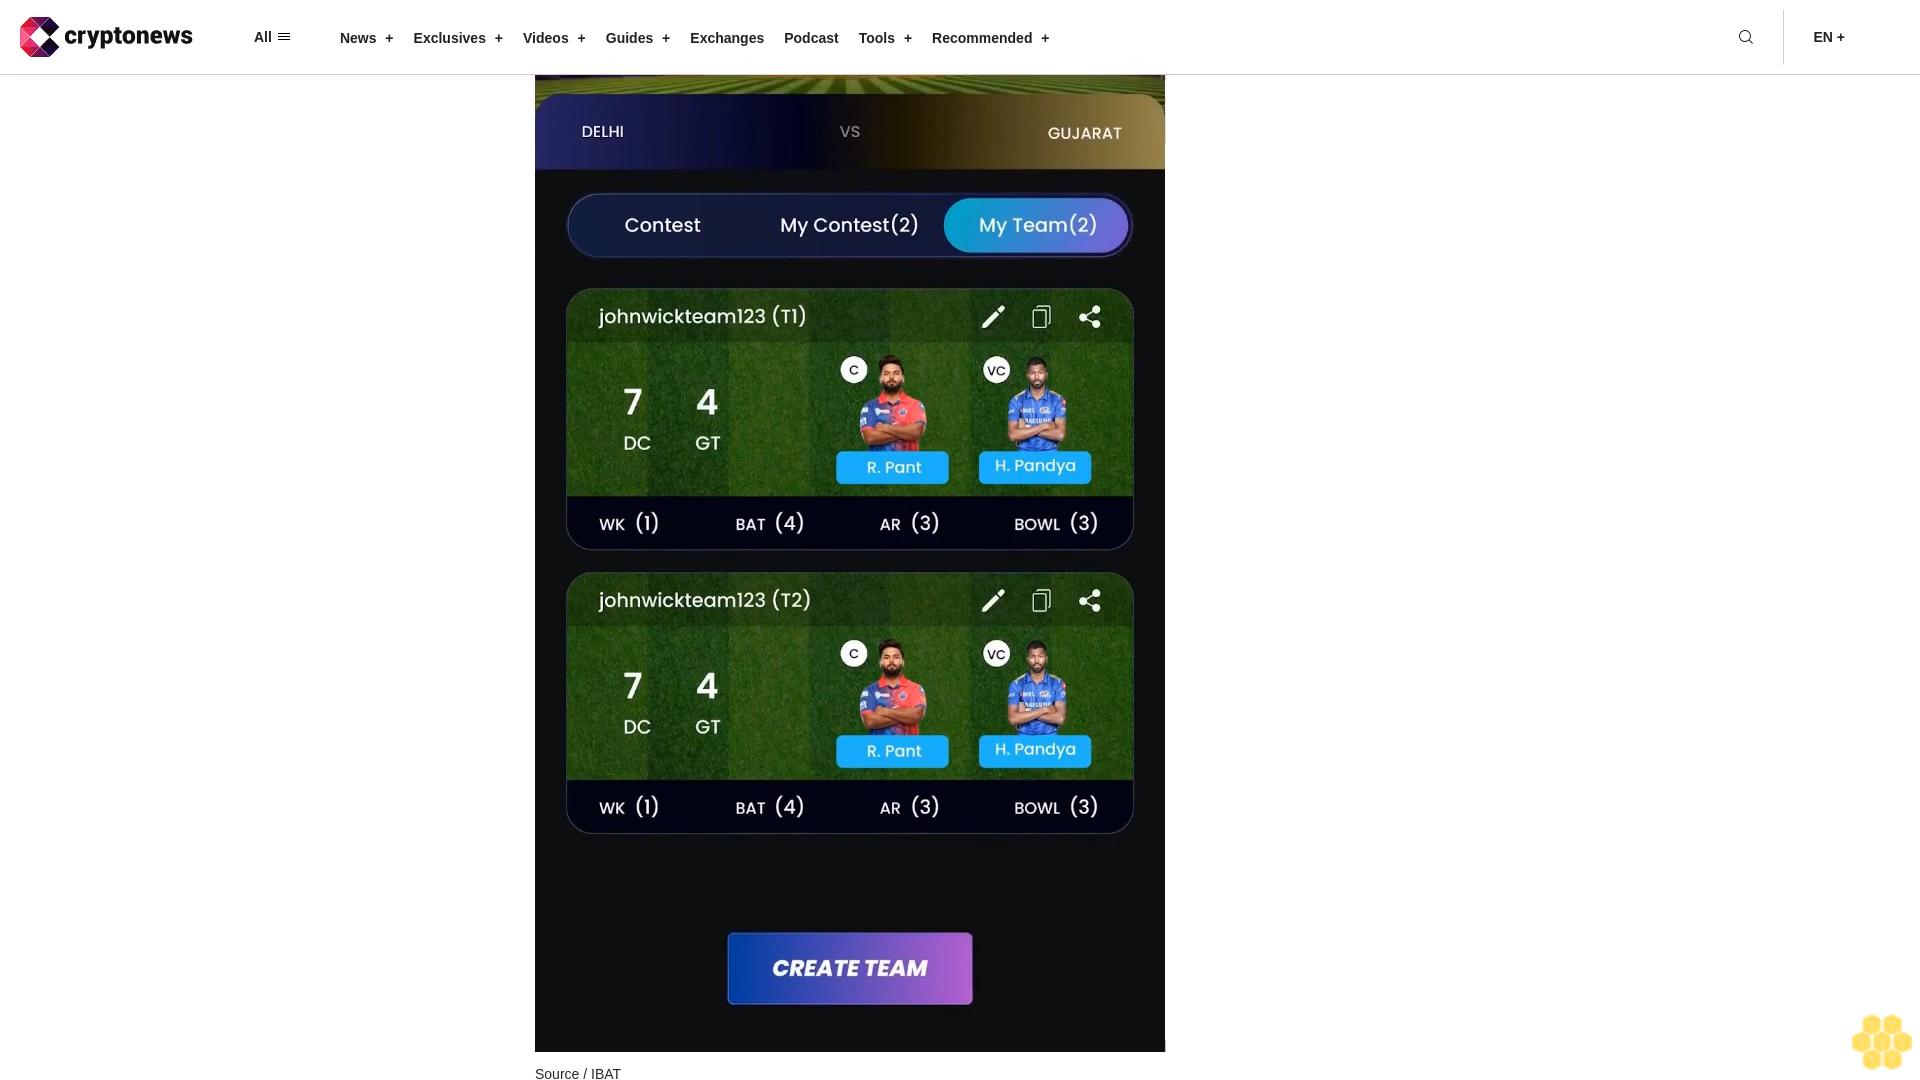 cryptonews
All
News +
Exclusives +
Videos +
Guides +
Exchanges
Podcast
Tools +
Recommended +
EN +
DELHI
VS
GUJARAT
Contest
My Contest(2)
My Team(2)
johnwickteam123 (T1)
7
4
DC
GT
C
VC
R. Pant
H. Pandya
WK (1)
BAT (4)
AR (3)
BOWL (3)
johnwickteam123 (T2)
7
4
DC
GT
C
VC
R. Pant
H. Pandya
WK (1)
BAT (4)
AR (3)
BOWL (3)
CREATE TEAM
Source / IBAT